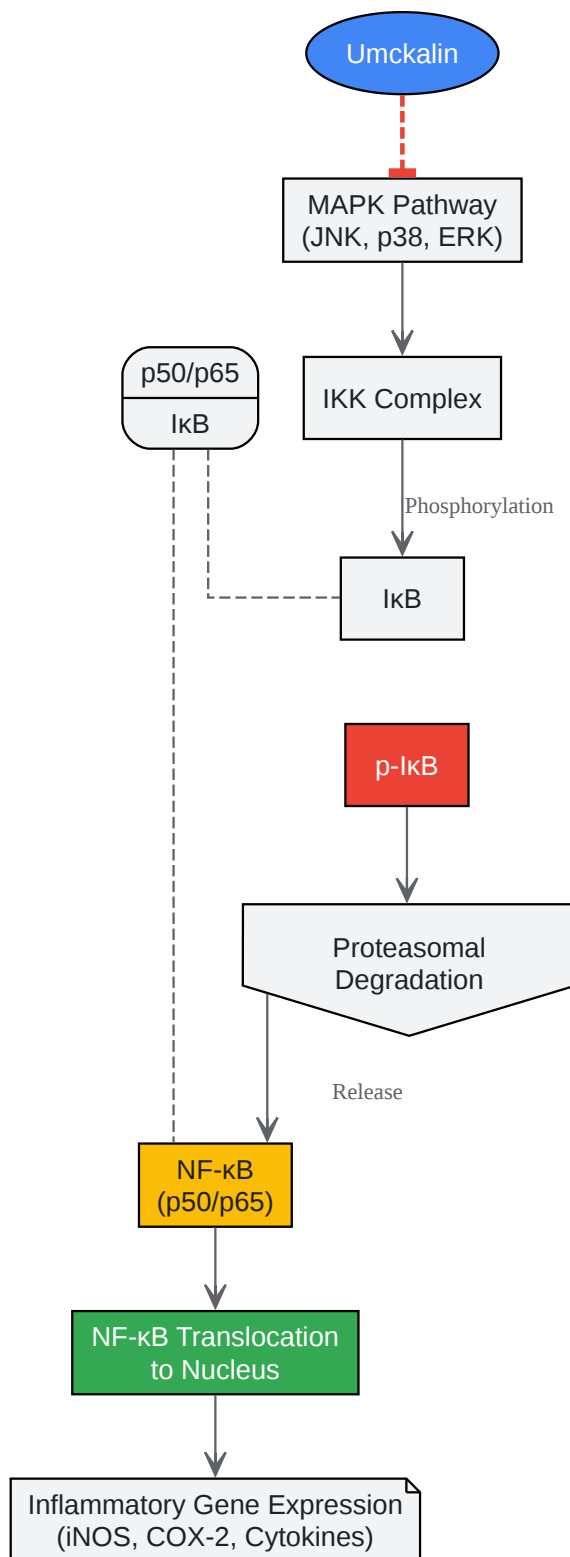 Umckalin
MAPK Pathway
(JNK, p38, ERK)
p50/p65
IκB
IKK Complex
Phosphorylation
IκB
p-IκB
Proteasomal
Degradation
Release
NF-κB
(p50/p65)
NF-κB Translocation
to Nucleus
Inflammatory Gene Expression
(iNOS, COX-2, Cytokines)